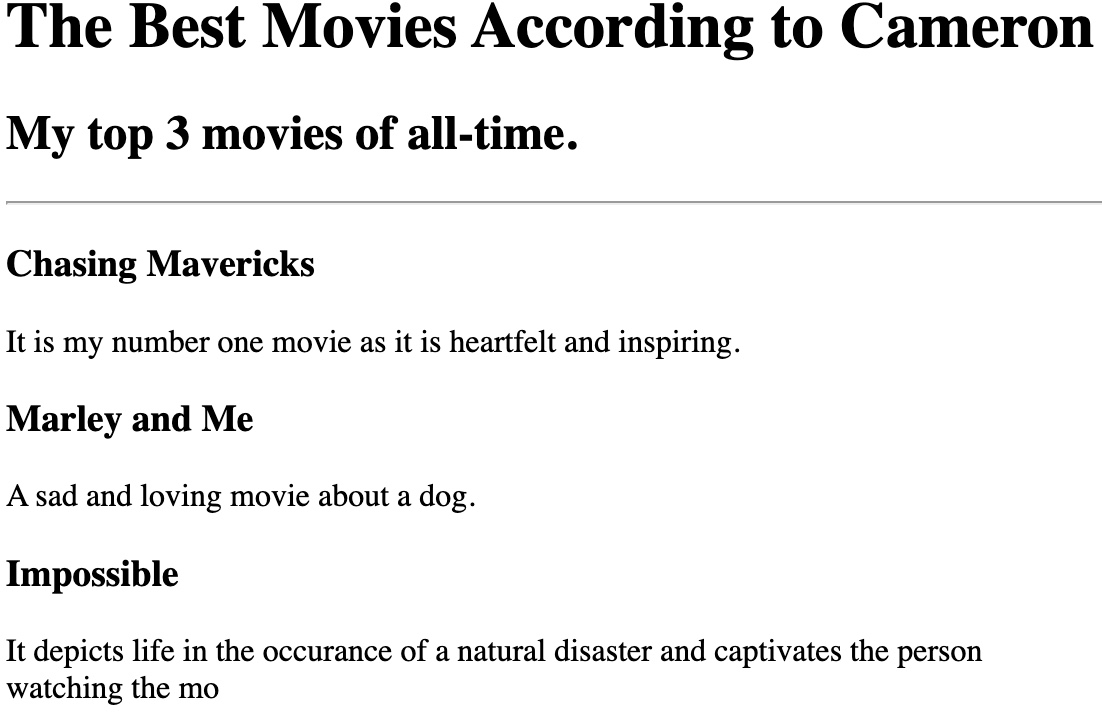 The Best Movies According to Cameron
My top 3 movies of all-time.
Chasing Mavericks
It is my number one movie as it is heartfelt and inspiring.
Marley and Me
A sad and loving movie about a dog.
Impossible
It depicts life in the occurance of a natural disaster and captivates the person
watching the mo